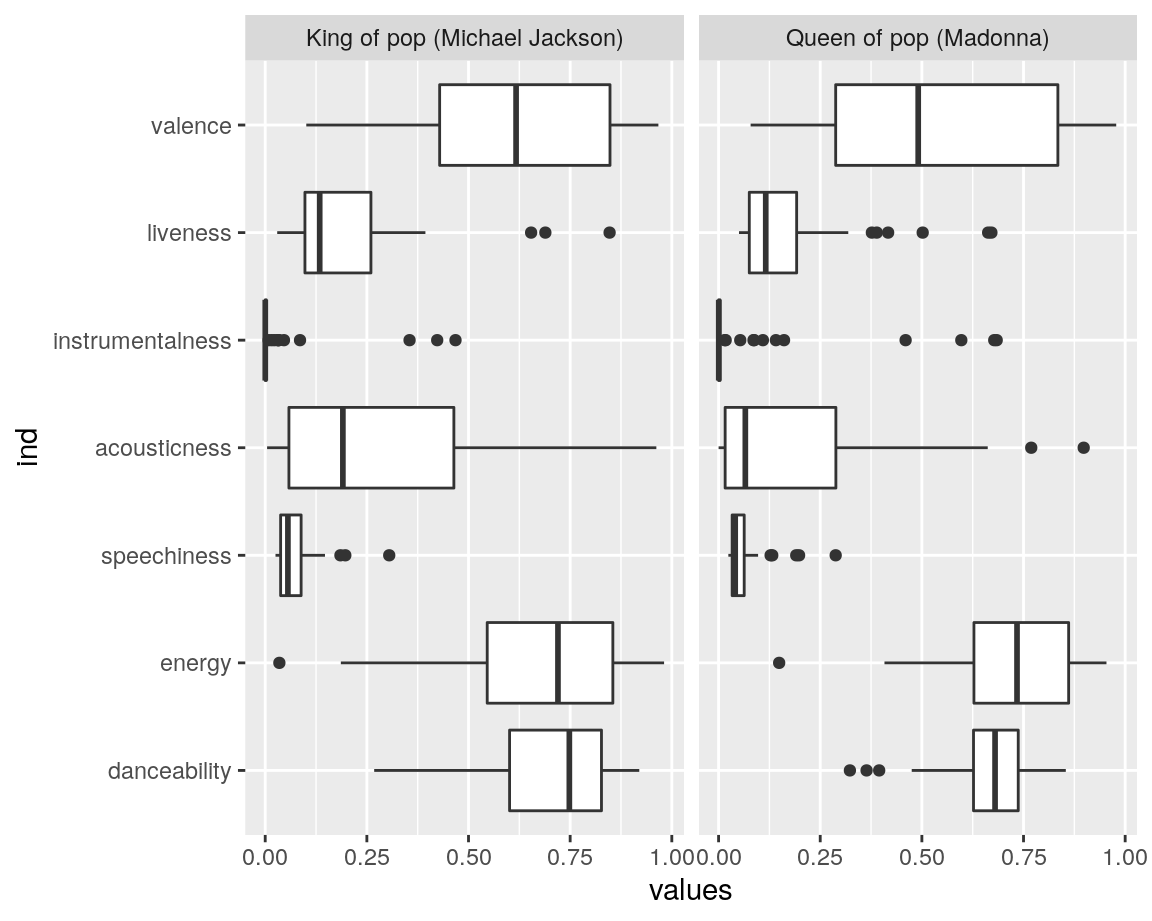 King of pop (Michael Jackson)
Queen of pop (Madonna)
valence
liveness
instrumentalness
acousticness
speechiness
energy
danceability
ind
0.00 0.25 0.50 0.75 1.00
0.00 0.25 0.50 0.75 1.00
values